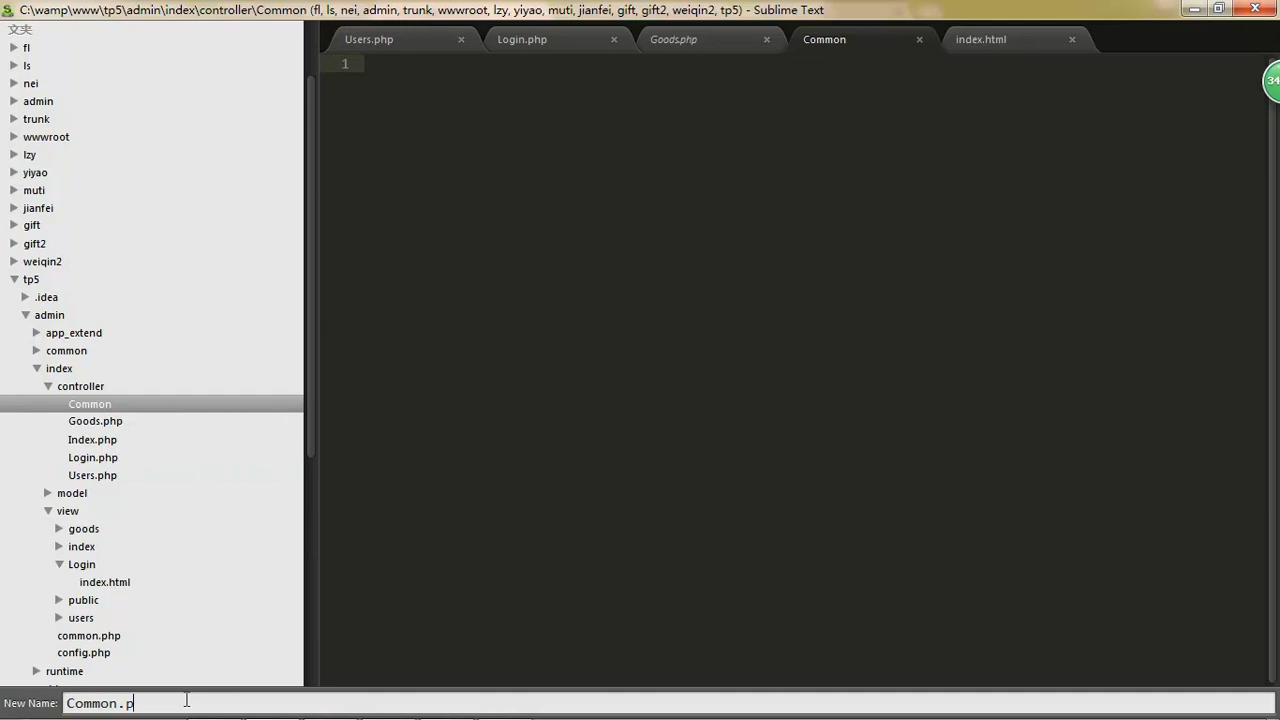 C:\wamp\www\tp5\admin\index\controller\Common (fl, ls, nei, admin, trunk, wwwroot, lzy, yiyao, muti, jianfei, gift, gift2, weiqin2, tp5) - Sublime Text
文夹
Users.php
Login.php
Goods.php
Common
index.html
34
1
fl
ls
nei
admin
trunk
wwwroot
lzy
yiyao
muti
jianfei
gift
gift2
weiqin2
tp5
.idea
admin
app_extend
common
index
controller
Common
Goods.php
Index.php
Login.php
Users.php
model
view
goods
index
Login
index.html
public
users
common.php
config.php
runtime
New Name: Common.p